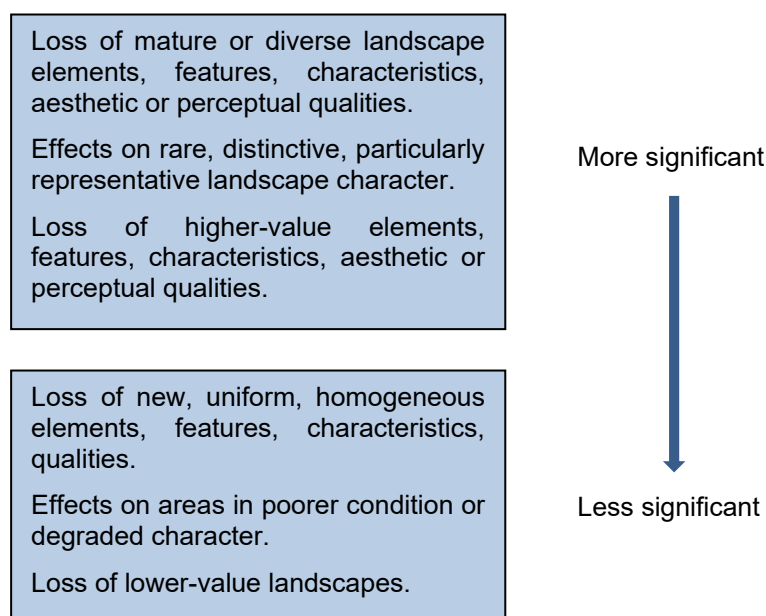 Loss of mature or diverse landscape
elements, features, characteristics,
aesthetic or perceptual qualities.
Effects on rare, distinctive, particularly
representative landscape character.
Loss of higher-value elements,
features, characteristics, aesthetic or
perceptual qualities.
More significant
Loss of new, uniform, homogeneous
elements, features, characteristics,
qualities.
Effects on areas in poorer condition or
degraded character.
Loss of lower-value landscapes.
Less significant